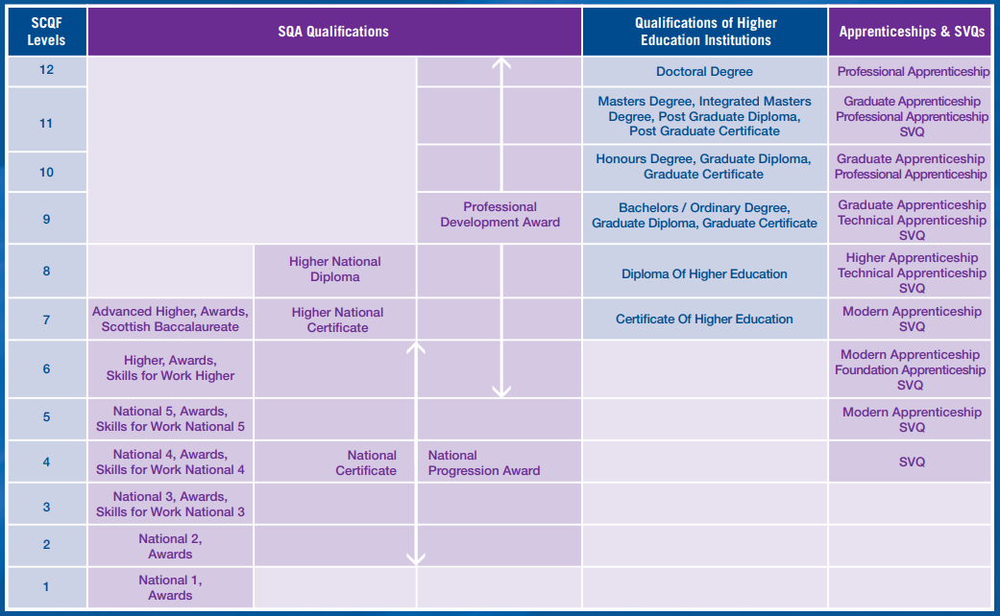 SCQF
Levels
SQA Qualifications
Qualifications of Higher
Education Institutions
Apprenticeships & SVQs
12
Doctoral Degree
Professional Apprenticeship
11
Masters Degree, Integrated Masters
Degree, Post Graduate Diploma,
Post Graduate Certificate
Graduate Apprenticeship
Professional Apprenticeship
SVQ
10
Honours Degree, Graduate Diploma,
Graduate Certificate
Graduate Apprenticeship
Professional Apprenticeship
9
Professional
Development Award
Bachelors / Ordinary Degree,
Graduate Diploma, Graduate Certificate
Graduate Apprenticeship
Technical Apprenticeship
SVQ
8
Higher National
Diploma
Diploma Of Higher Education
Higher Apprenticeship
Technical Apprenticeship
SVQ
7
Advanced Higher, Awards,
Scottish Baccalaureate
Higher National
Certificate
Certificate Of Higher Education
Modern Apprenticeship
SVQ
6
Higher, Awards,
Skills for Work Higher
Modern Apprenticeship
Foundation Apprenticeship
SVQ
5
National 5, Awards,
Skills for Work National 5
Modern Apprenticeship
SVQ
4
National 4, Awards,
Skills for Work National 4
National
Certificate
National
Progression Award
SVQ
3
National 3, Awards,
Skills for Work National 3
2
National 2,
Awards
1
National 1,
Awards